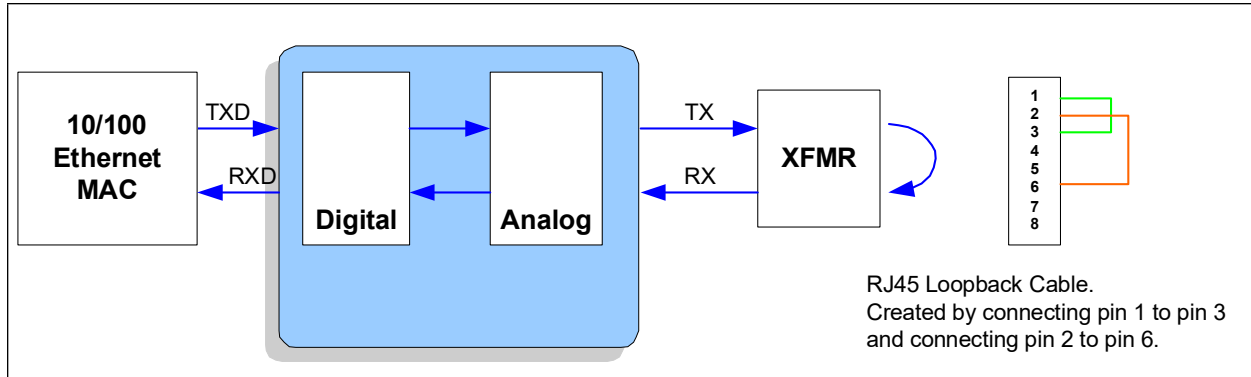 10/100
Ethernet
MAC
TXD
RXD
Digital
Analog
TX
RX
XFMR
1
2
3
4
5
6
7
8
RJ45 Loopback Cable.
Created by connecting pin 1 to pin 3
and connecting pin 2 to pin 6.